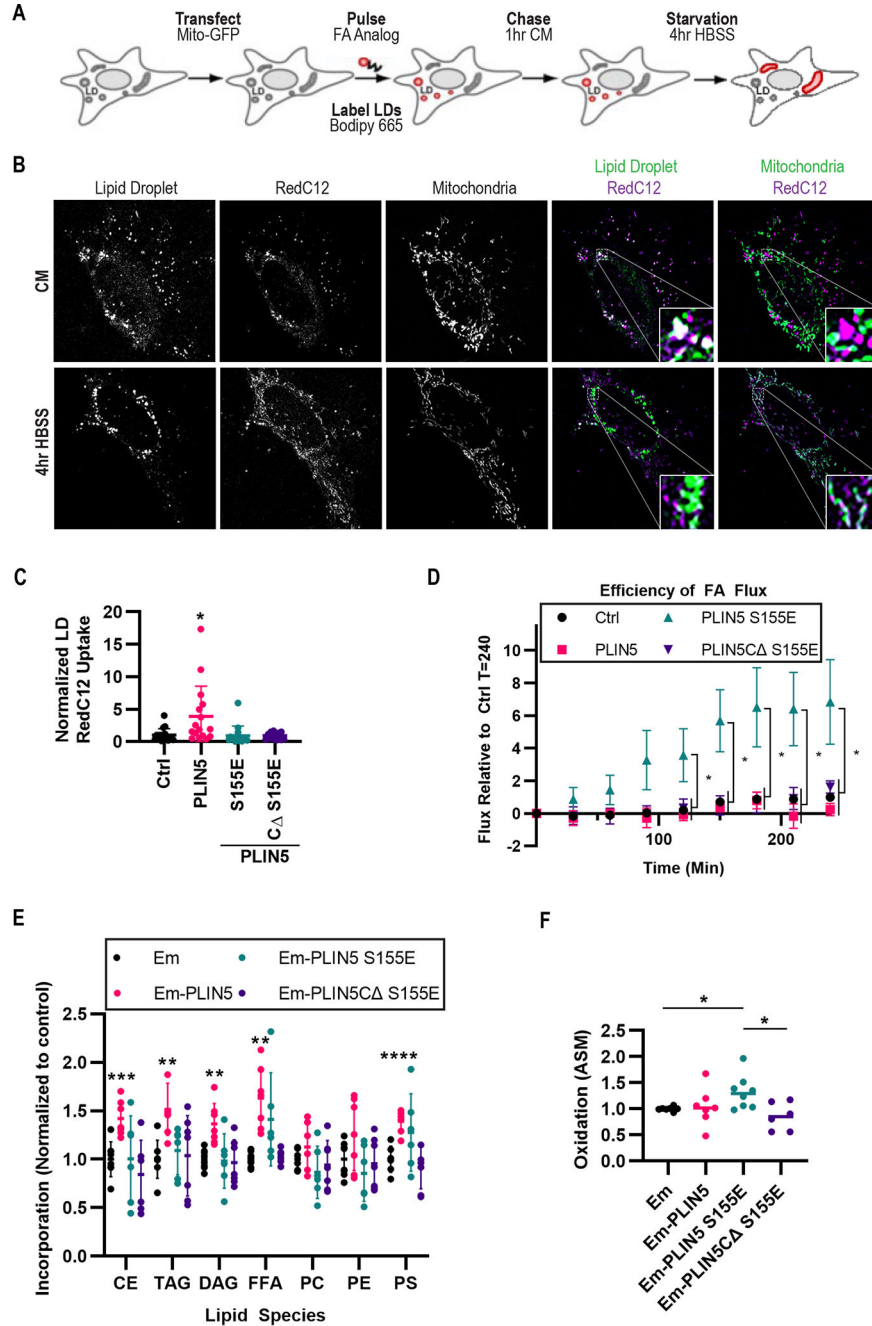 A
Transfect
Mito-GFP
Pulse
FA Analog
Label LDs
Bodipy 665
Chase
1hr CM
Starvation
4hr HBSS
LD
LD
LD
LD
LD
B
Lipid Droplet
RedC12
Mitochondria
Lipid Droplet
RedC12
Mitochondria
RedC12
CM
4hr HBSS
C
Normalized LD
RedC12 Uptake
20
15
10
5
0
*
Ctrl
PLIN5
S155E
C△ S155E
PLIN5
D
Efficiency of FA Flux
Ctrl
PLIN5 S155E
PLIN5
PLIN5CΔ S155E
Flux Relative to Ctrl T=240
10
8
6
4
2
0
-2
* * * * *
100
200
Time (Min)
E
Em
Em-PLIN5 S155E
Em-PLIN5
Em-PLIN5CΔ S155E
Incorporation (Normalized to control)
2.5
2.0
1.5
1.0
0.5
0.0
*** ** ** ** ****
CE TAG DAG FFA PC PE PS
Lipid Species
F
Oxidation (ASM)
2.5
2.0
1.5
1.0
0.5
0.0
*
*
Em
Em-PLIN5
Em-PLIN5 S155E
Em-PLIN5CΔ S155E